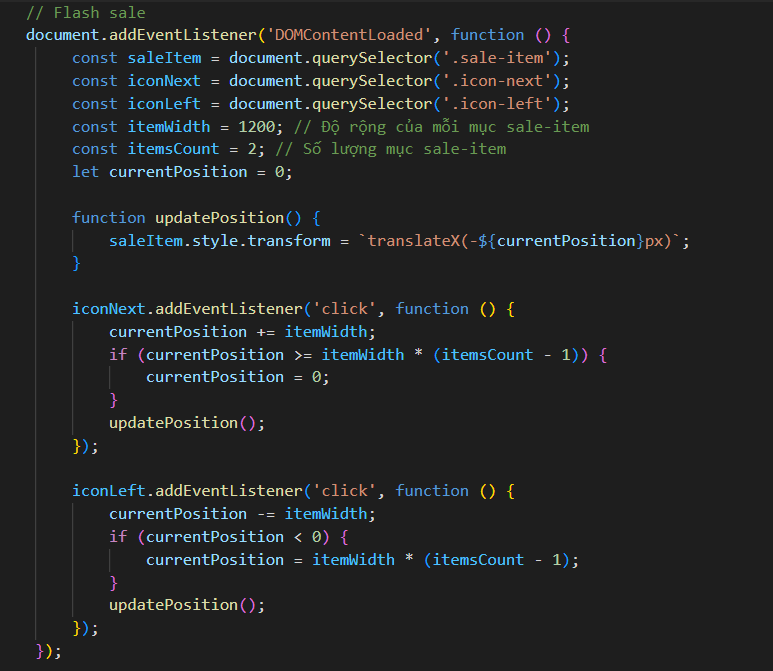 // Flash sale
document.addEventListener('DOMContentLoaded', function () {
const saleItem = document.querySelector('.sale-item');
const iconNext = document.querySelector('.icon-next');
const iconLeft = document.querySelector('.icon-left');
const itemWidth = 1200; // Độ rộng của mỗi mục sale-item
const itemsCount = 2; // Số lượng mục sale-item
let currentPosition = 0;
function updatePosition() {
saleItem.style.transform = `translateX(-${currentPosition}px)`;
}
iconNext.addEventListener('click', function () {
currentPosition += itemWidth;
if (currentPosition >= itemWidth * (itemsCount - 1)) {
currentPosition = 0;
}
updatePosition();
});
iconLeft.addEventListener('click', function () {
currentPosition -= itemWidth;
if (currentPosition < 0) {
currentPosition = itemWidth * (itemsCount - 1);
}
updatePosition();
});
});